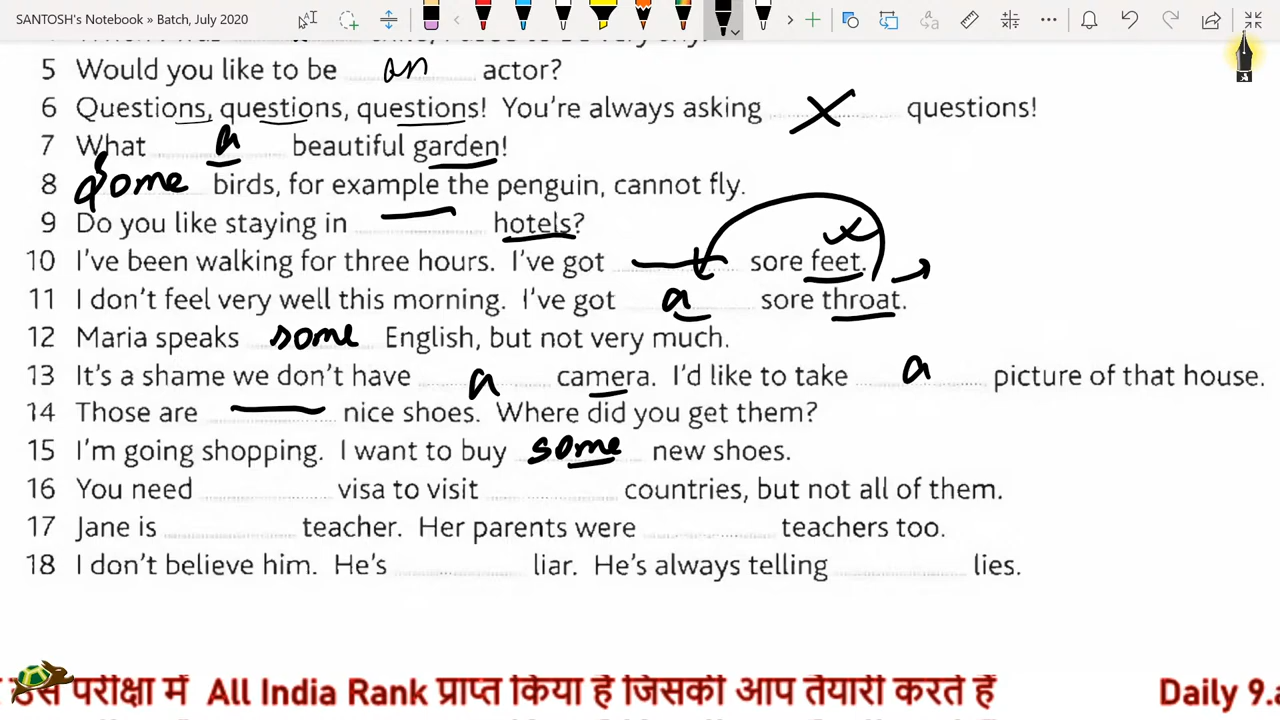 SANTOSH's Notebook » Batch, July 2020
5 Would you like to be an actor?
6 Questions, questions, questions! You're always asking × questions!
7 What a beautiful garden!
8 Some birds, for example the penguin, cannot fly.
9 Do you like staying in — hotels?
10 I've been walking for three hours. I've got — sore feet.
11 I don't feel very well this morning. I've got a sore throat.
12 Maria speaks some English, but not very much.
13 It's a shame we don't have a camera. I'd like to take a picture of that house.
14 Those are — nice shoes. Where did you get them?
15 I'm going shopping. I want to buy some new shoes.
16 You need ............ visa to visit ............ countries, but not all of them.
17 Jane is ............ teacher. Her parents were ............ teachers too.
18 I don't believe him. He's ............ liar. He's always telling ............ lies.
परीक्षा में All India Rank प्राप्त किया है जिसकी आप तैयारी करते हैं Daily 9.a